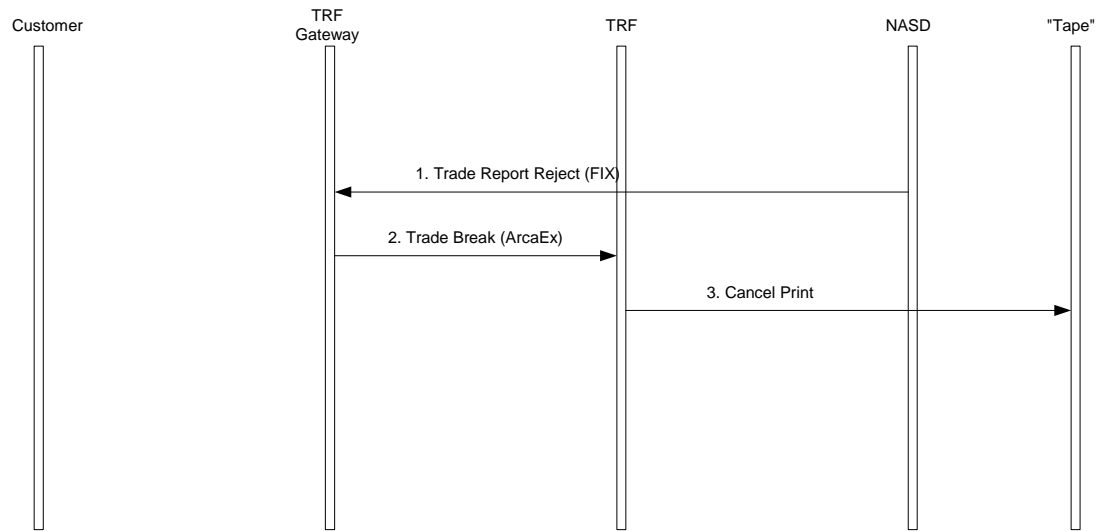 Customer
TRF
Gateway
TRF
NASD
"Tape"
1. Trade Report Reject (FIX)
2. Trade Break (ArcaEx)
3. Cancel Print